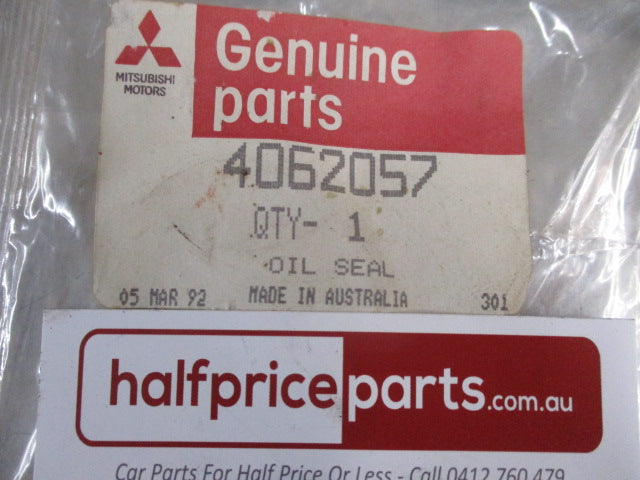 MITSUBISHI
MOTORS
Genuine
parts
4062057
QTY- 1
OIL SEAL
05 MAR 92 MADE IN AUSTRALIA 301
halfpriceparts.com.au
Car Parts For Half Price Or Less - Call 0412 760 479